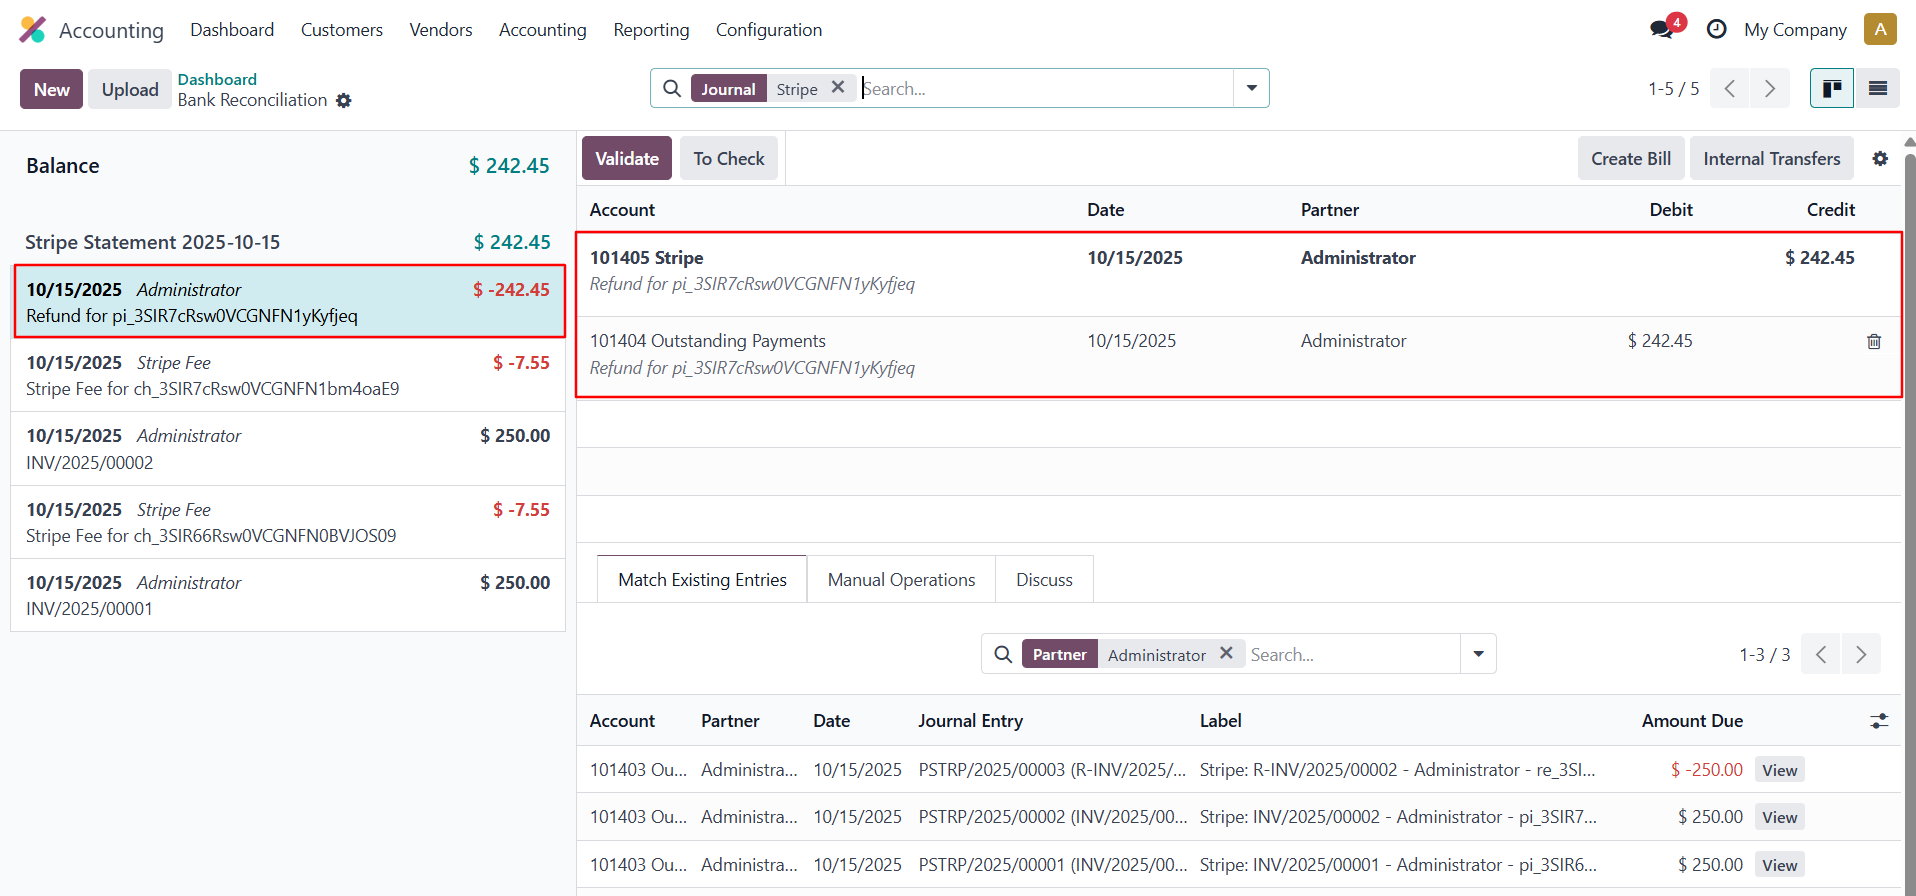 Accounting Dashboard Customers Vendors Accounting Reporting Configuration 4 My Company A
New Upload Dashboard
Bank Reconciliation
Journal Stripe Search... 1-5 / 5
Balance $ 242.45
Stripe Statement 2025-10-15 $ 242.45
10/15/2025 Administrator $ -242.45
Refund for pi_3SIR7cRsw0VCGNFN1yKyfjeq
10/15/2025 Stripe Fee $ -7.55
Stripe Fee for ch_3SIR7cRsw0VCGNFN1bm4oaE9
10/15/2025 Administrator $ 250.00
INV/2025/00002
10/15/2025 Stripe Fee $ -7.55
Stripe Fee for ch_3SIR66Rsw0VCGNFN0BVJOS09
10/15/2025 Administrator $ 250.00
INV/2025/00001
Validate To Check Create Bill Internal Transfers
Account Date Partner Debit Credit
101405 Stripe 10/15/2025 Administrator $ 242.45
Refund for pi_3SIR7cRsw0VCGNFN1yKyfjeq
101404 Outstanding Payments 10/15/2025 Administrator $ 242.45
Refund for pi_3SIR7cRsw0VCGNFN1yKyfjeq
Match Existing Entries Manual Operations Discuss
Partner Administrator Search... 1-3 / 3
Account Partner Date Journal Entry Label Amount Due
101403 Ou... Administra... 10/15/2025 PSTRP/2025/00003 (R-INV/2025/... Stripe: R-INV/2025/00002 - Administrator - re_3SI... $ -250.00 View
101403 Ou... Administra... 10/15/2025 PSTRP/2025/00002 (INV/2025/00... Stripe: INV/2025/00002 - Administrator - pi_3SIR7... $ 250.00 View
101403 Ou... Administra... 10/15/2025 PSTRP/2025/00001 (INV/2025/00... Stripe: INV/2025/00001 - Administrator - pi_3SIR6... $ 250.00 View